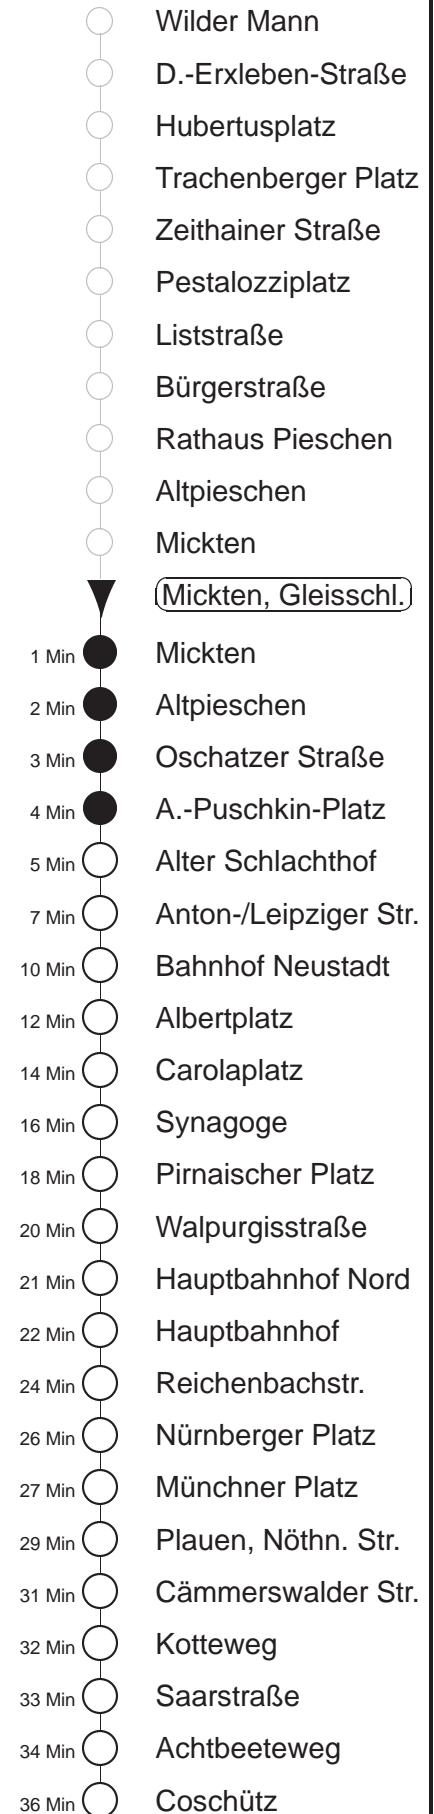 Wilder Mann
D.-Erxleben-Straße
Hubertusplatz
Trachenberger Platz
Zeithainer Straße
Pestalozziplatz
Liststraße
Bürgerstraße
Rathaus Pieschen
Altpieschen
Mickten
Mickten, Gleisschl.
1 Min Mickten
2 Min Altpieschen
3 Min Oschatzer Straße
4 Min A.-Puschkin-Platz
5 Min Alter Schlachthof
7 Min Anton-/Leipziger Str.
10 Min Bahnhof Neustadt
12 Min Albertplatz
14 Min Carolaplatz
16 Min Synagoge
18 Min Pirnaischer Platz
20 Min Walpurgisstraße
21 Min Hauptbahnhof Nord
22 Min Hauptbahnhof
24 Min Reichenbachstr.
26 Min Nürnberger Platz
27 Min Münchner Platz
29 Min Plauen, Nöthn. Str.
31 Min Cämmerswalder Str.
32 Min Kotteweg
33 Min Saarstraße
34 Min Achtbeeteweg
36 Min Coschütz